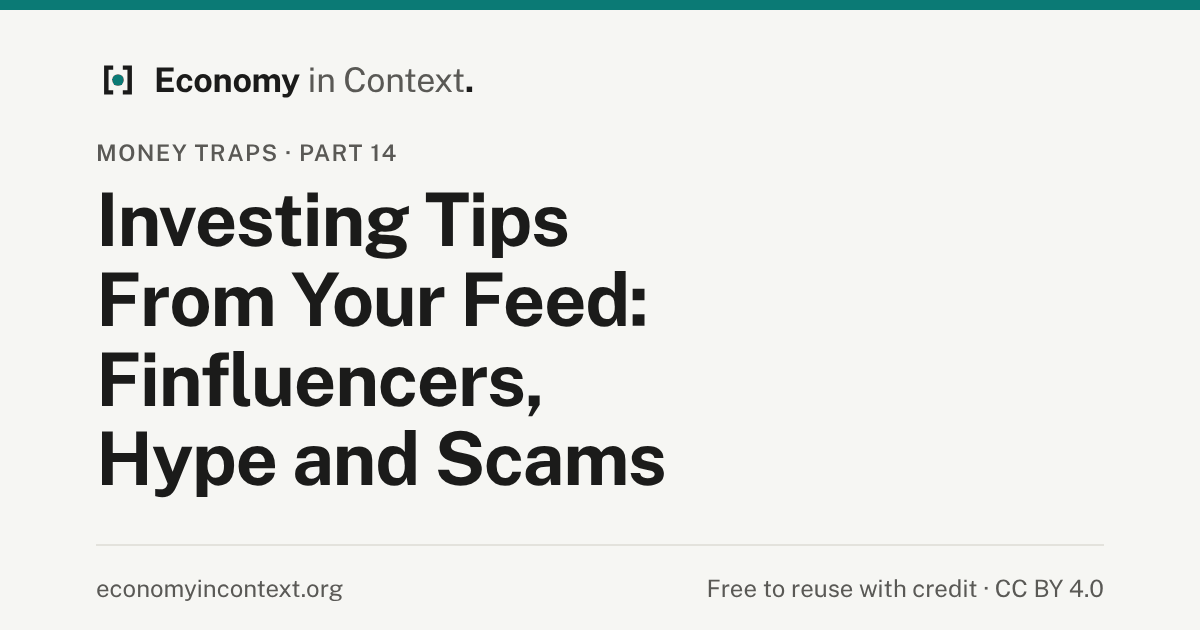 Economy in Context.
MONEY TRAPS · PART 14
Investing Tips
From Your Feed:
Finfluencers,
Hype and Scams
economyincontext.org
Free to reuse with credit · CC BY 4.0